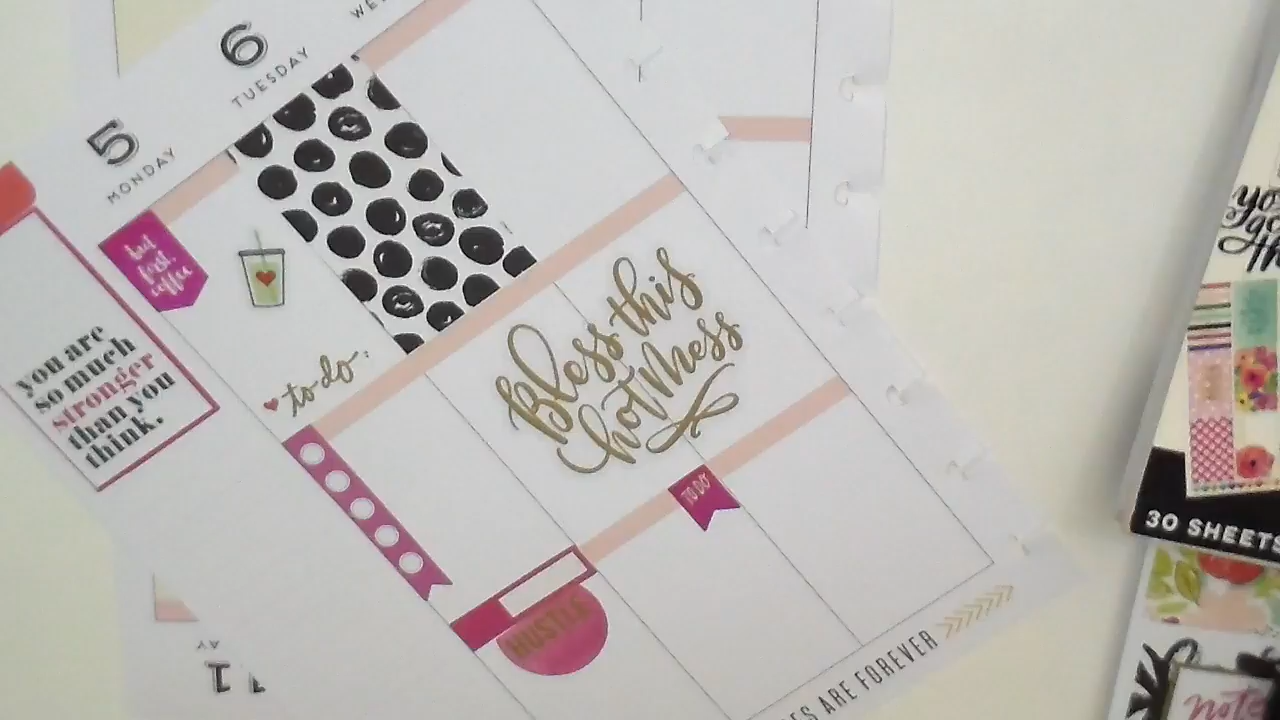 5
MONDAY
6
TUESDAY
but
first,
coffee
you are
so much
stronger
than you
think.
to do:
Bless this
hot mess
TO DO
HUSTLE
ARE FOREVER
30 SHEETS
note